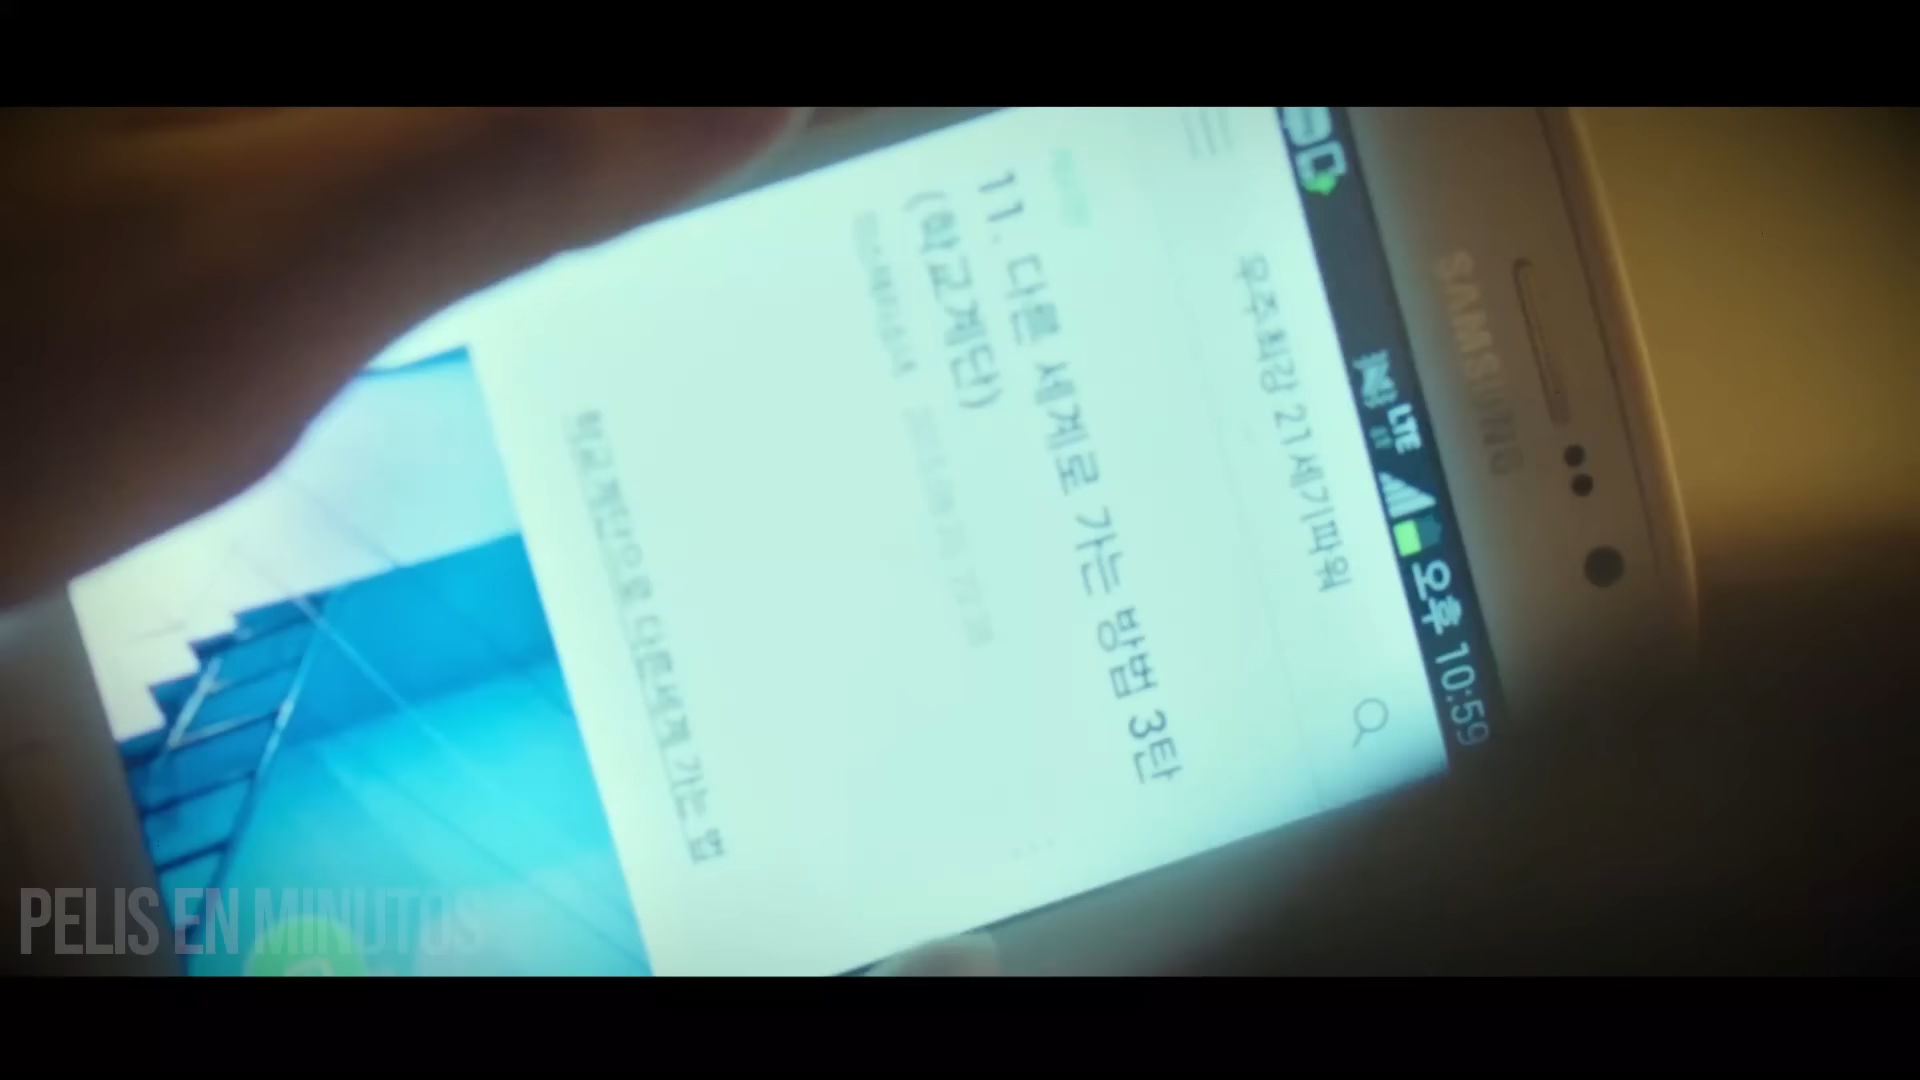 SAMSUNG
LTE
오후 10:59
우주최강 21세기파워
11. 다른 세계로 가는 방법 3탄
(학교계단)
학교계단으로 다른세계 가는 법
PELIS EN MINUTOS